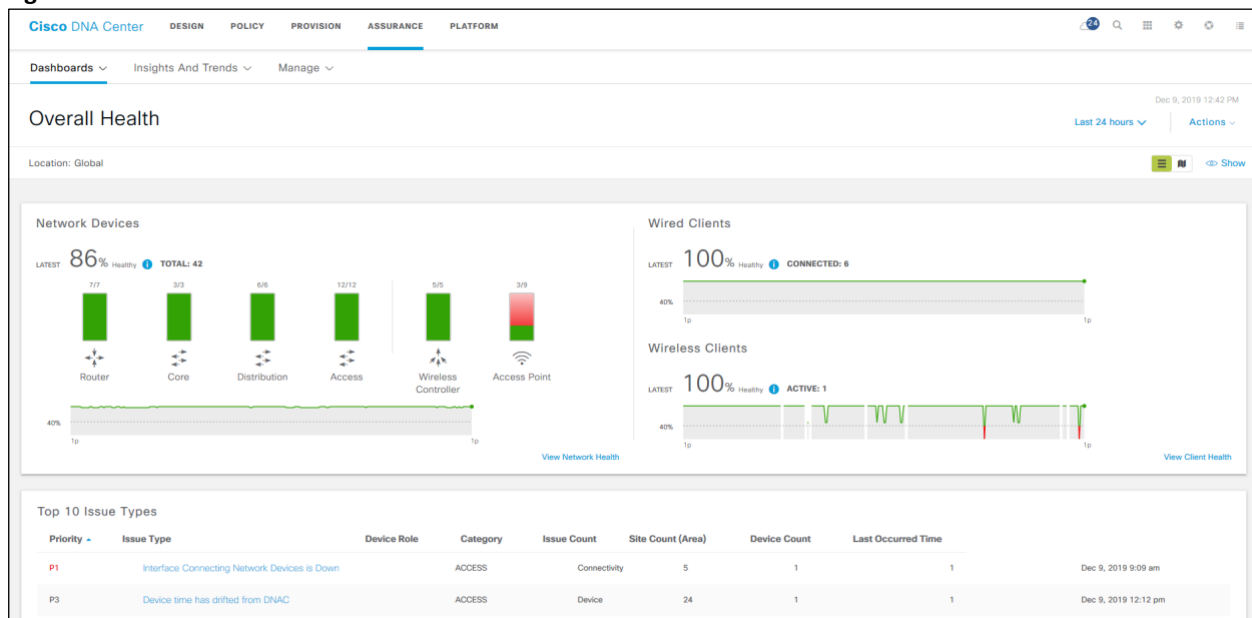 Cisco DNA Center DESIGN POLICY PROVISION ASSURANCE PLATFORM 24
Dashboards Insights And Trends Manage
Dec 9, 2019 12:42 PM
Overall Health
Last 24 hours Actions
Location: Global
Show
Network Devices
LATEST 86% Healthy TOTAL: 42
7/7 3/3 6/6 12/12 5/5 3/9
Router Core Distribution Access Wireless Controller Access Point
40%
1p 1p
View Network Health
Wired Clients
LATEST 100% Healthy CONNECTED: 6
40%
1p 1p
Wireless Clients
LATEST 100% Healthy ACTIVE: 1
40%
1p 1p
View Client Health
Top 10 Issue Types
Priority Issue Type Device Role Category Issue Count Site Count (Area) Device Count Last Occurred Time
P1 Interface Connecting Network Devices is Down ACCESS Connectivity 5 1 1 Dec 9, 2019 9:09 am
P3 Device time has drifted from DNAC ACCESS Device 24 1 1 Dec 9, 2019 12:12 pm